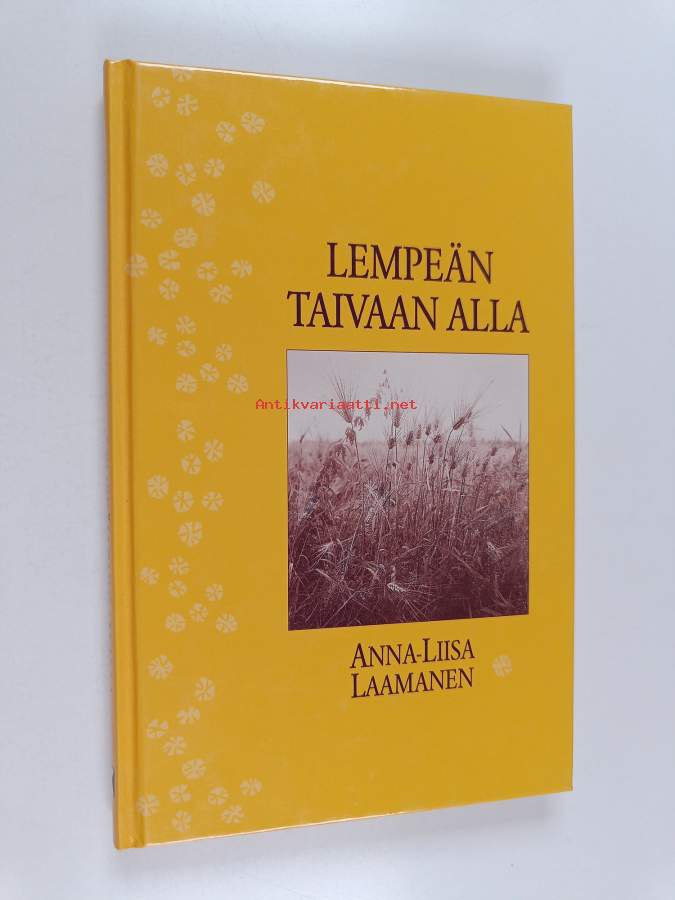 LEMPEÄN
TAIVAAN ALLA
Antikvariaatti.net
ANNA-LIISA
LAAMANEN